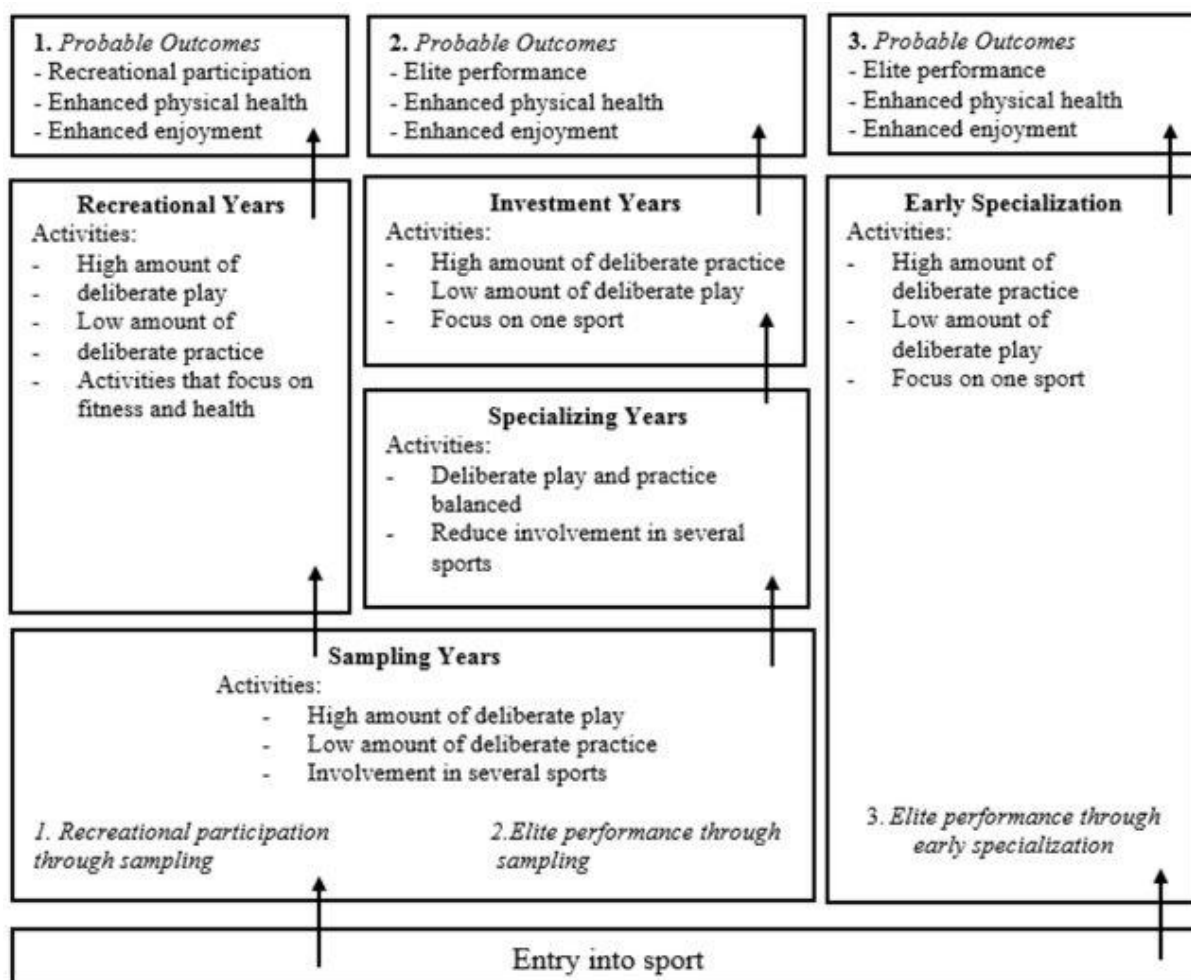 1. Probable Outcomes
- Recreational participation
- Enhanced physical health
- Enhanced enjoyment
2. Probable Outcomes
- Elite performance
- Enhanced physical health
- Enhanced enjoyment
3. Probable Outcomes
- Elite performance
- Enhanced physical health
- Enhanced enjoyment
Recreational Years
Activities:
- High amount of
- deliberate play
- Low amount of
- deliberate practice
- Activities that focus on
fitness and health
Investment Years
Activities:
- High amount of deliberate practice
- Low amount of deliberate play
- Focus on one sport
Early Specialization
Activities:
- High amount of
deliberate practice
- Low amount of
deliberate play
- Focus on one sport
Specializing Years
Activities:
- Deliberate play and practice
balanced
- Reduce involvement in several
sports
Sampling Years
Activities:
- High amount of deliberate play
- Low amount of deliberate practice
- Involvement in several sports
1. Recreational participation
through sampling
2.Elite performance through
sampling
3. Elite performance through
early specialization
Entry into sport